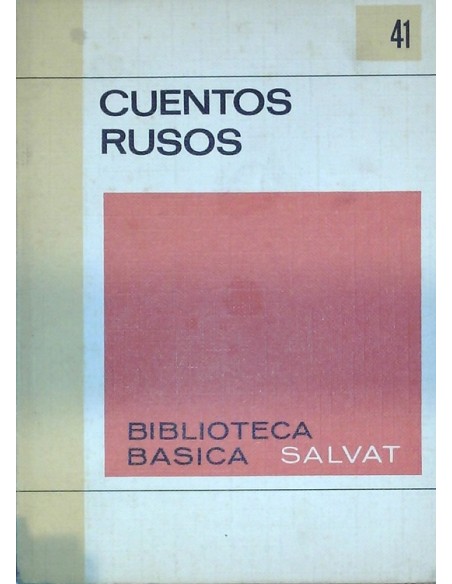 41
CUENTOS
RUSOS
BIBLIOTECA
BASICA SALVAT